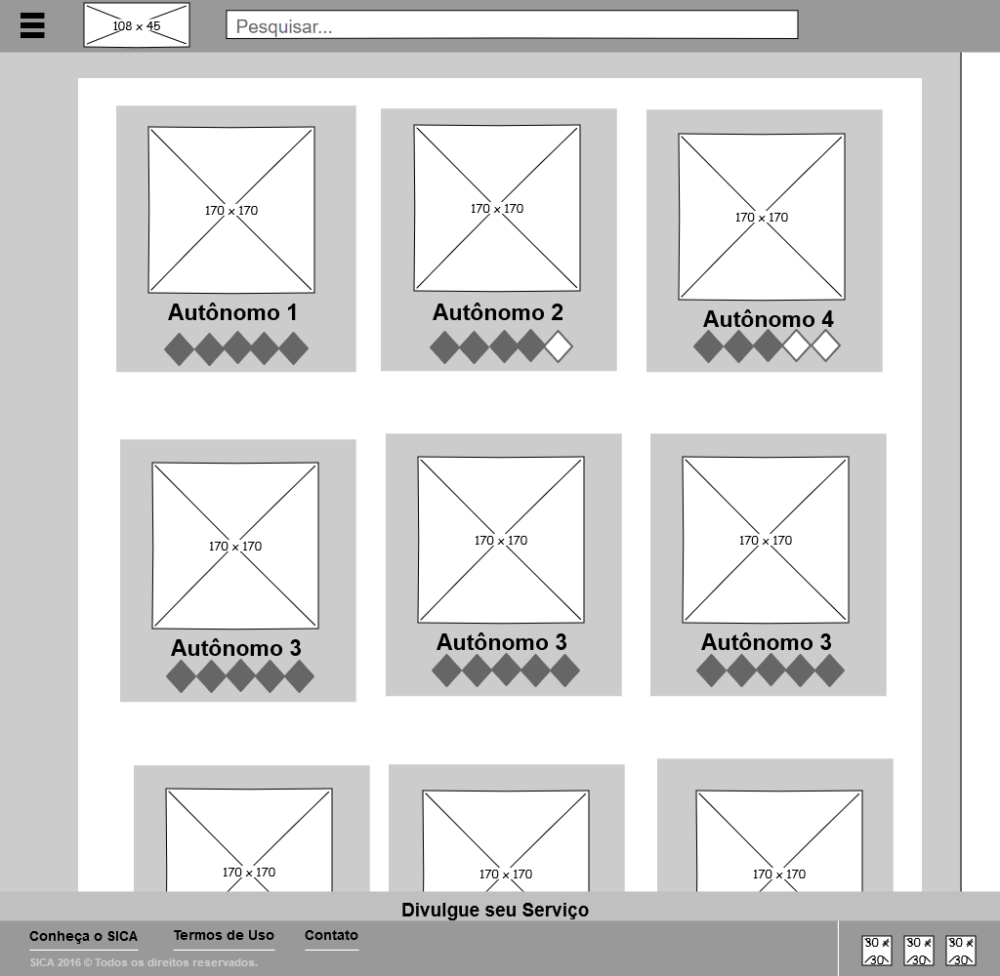 108 x 45
Pesquisar...
170 x 170
170 x 170
170 x 170
Autônomo 1
Autônomo 2
Autônomo 4
170 x 170
170 x 170
170 x 170
Autônomo 3
Autônomo 3
Autônomo 3
170 x 170
170 x 170
170 x 170
Divulgue seu Serviço
Conheça o SICA
Termos de Uso
Contato
30 x
30
30 x
30
30 x
30
SICA 2016 © Todos os direitos reservados.